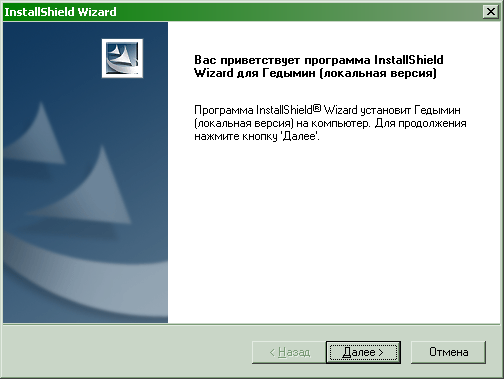 InstallShield Wizard
Вас приветствует программа InstallShield
Wizard для Гедымин (локальная версия)
Программа InstallShield® Wizard установит Гедымин
(локальная версия) на компьютер. Для продолжения
нажмите кнопку 'Далее'.
< Назад
Далее >
Отмена